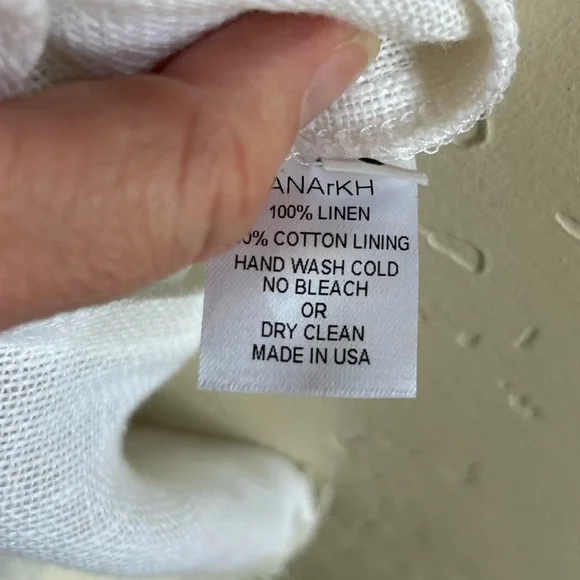 ANArKH
100% LINEN
0% COTTON LINING
HAND WASH COLD
NO BLEACH
OR
DRY CLEAN
MADE IN USA